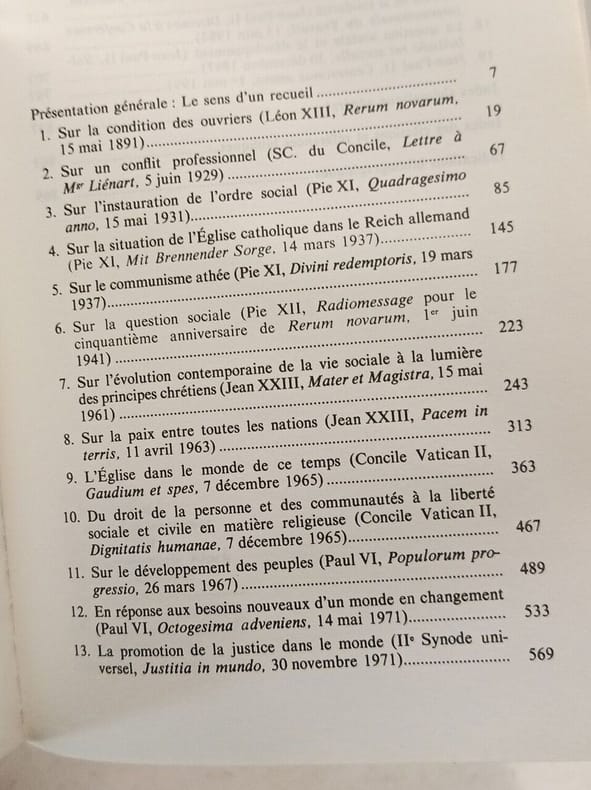 Présentation générale : Le sens d'un recueil .......... 7
1. Sur la condition des ouvriers (Léon XIII, Rerum novarum,
15 mai 1891).......... 19
2. Sur un conflit professionnel (SC. du Concile, Lettre à
Mgr Liénart, 5 juin 1929) .......... 67
3. Sur l'instauration de l'ordre social (Pie XI, Quadragesimo
anno, 15 mai 1931).......... 85
4. Sur la situation de l'Église catholique dans le Reich allemand
(Pie XI, Mit Brennender Sorge, 14 mars 1937).......... 145
5. Sur le communisme athée (Pie XI, Divini redemptoris, 19 mars
1937).......... 177
6. Sur la question sociale (Pie XII, Radiomessage pour le
cinquantième anniversaire de Rerum novarum, 1er juin
1941) .......... 223
7. Sur l'évolution contemporaine de la vie sociale à la lumière
des principes chrétiens (Jean XXIII, Mater et Magistra, 15 mai
1961) .......... 243
8. Sur la paix entre toutes les nations (Jean XXIII, Pacem in
terris, 11 avril 1963) .......... 313
9. L'Église dans le monde de ce temps (Concile Vatican II,
Gaudium et spes, 7 décembre 1965) .......... 363
10. Du droit de la personne et des communautés à la liberté
sociale et civile en matière religieuse (Concile Vatican II,
Dignitatis humanae, 7 décembre 1965).......... 467
11. Sur le développement des peuples (Paul VI, Populorum pro-
gressio, 26 mars 1967) .......... 489
12. En réponse aux besoins nouveaux d'un monde en changement
(Paul VI, Octogesima adveniens, 14 mai 1971).......... 533
13. La promotion de la justice dans le monde (IIe Synode uni-
versel, Justitia in mundo, 30 novembre 1971).......... 569